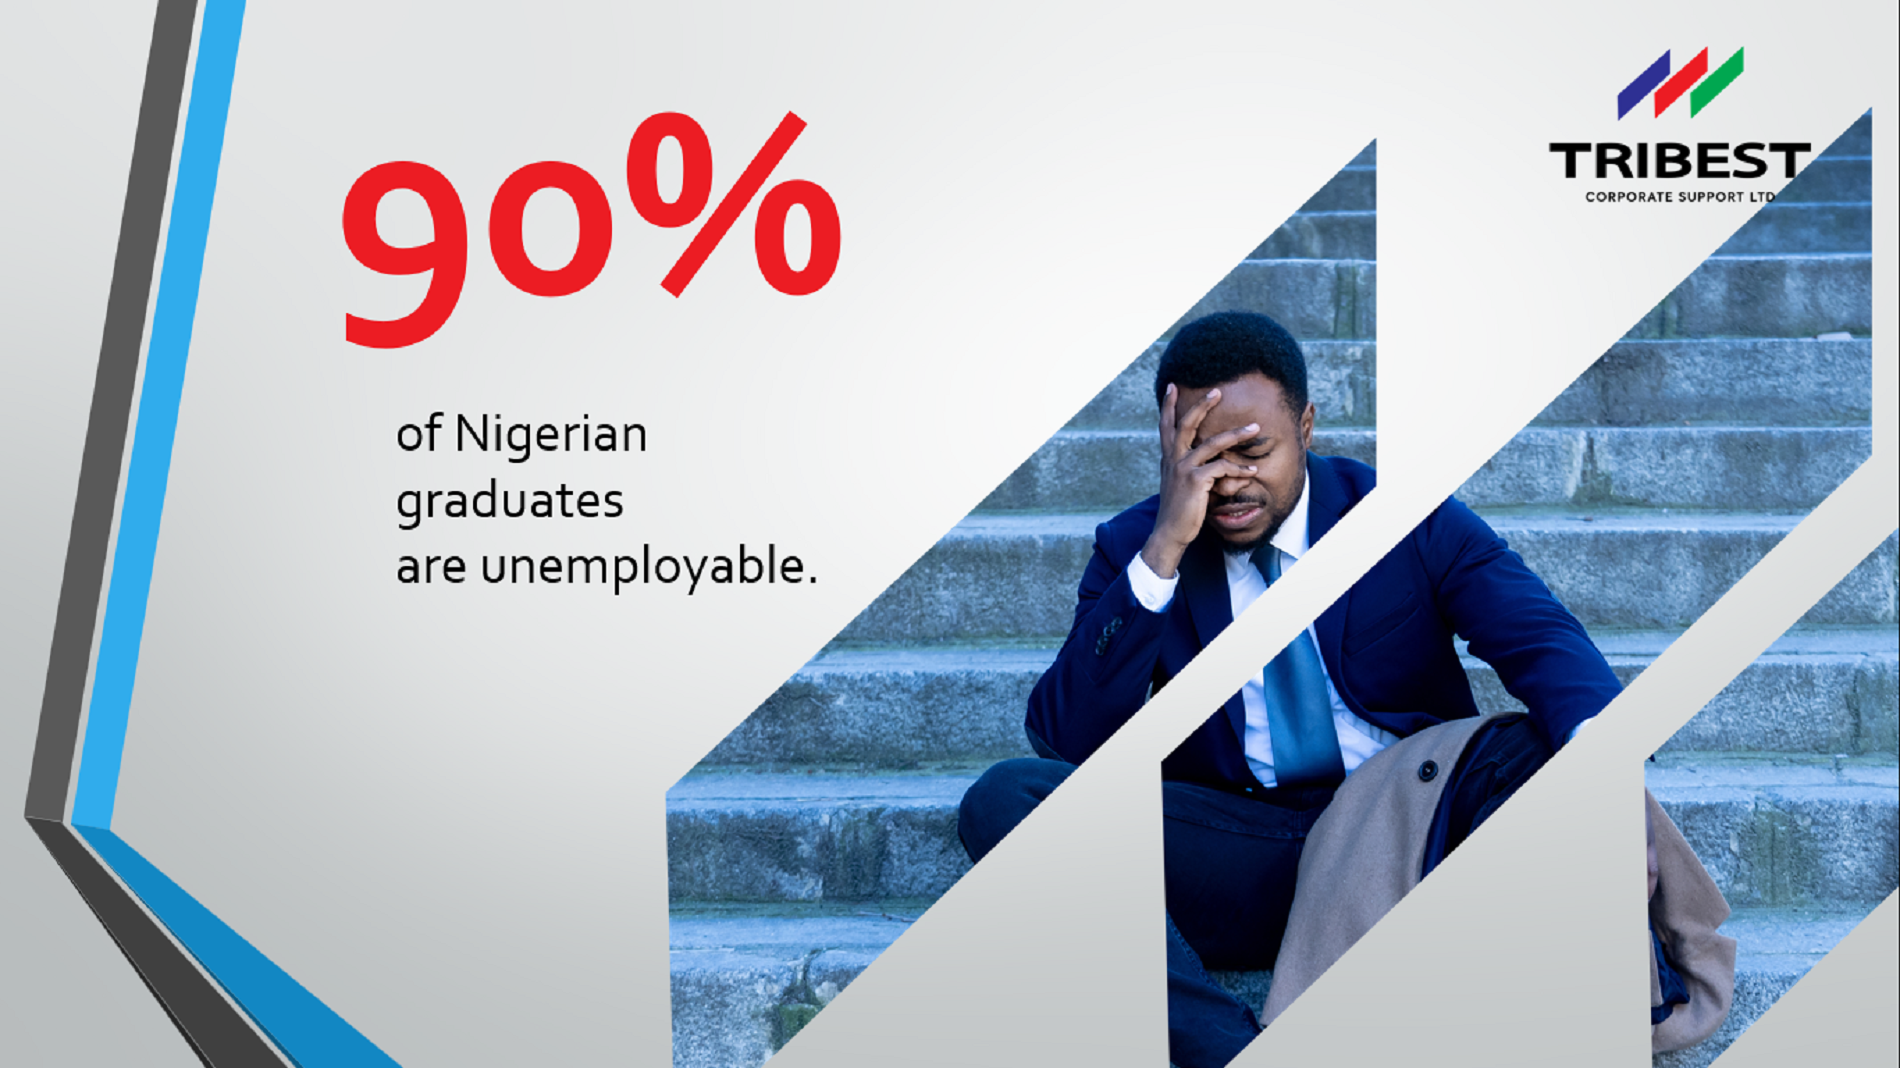 90%
of Nigerian
graduates
are unemployable.
TRIBEST
CORPORATE SUPPORT LTD